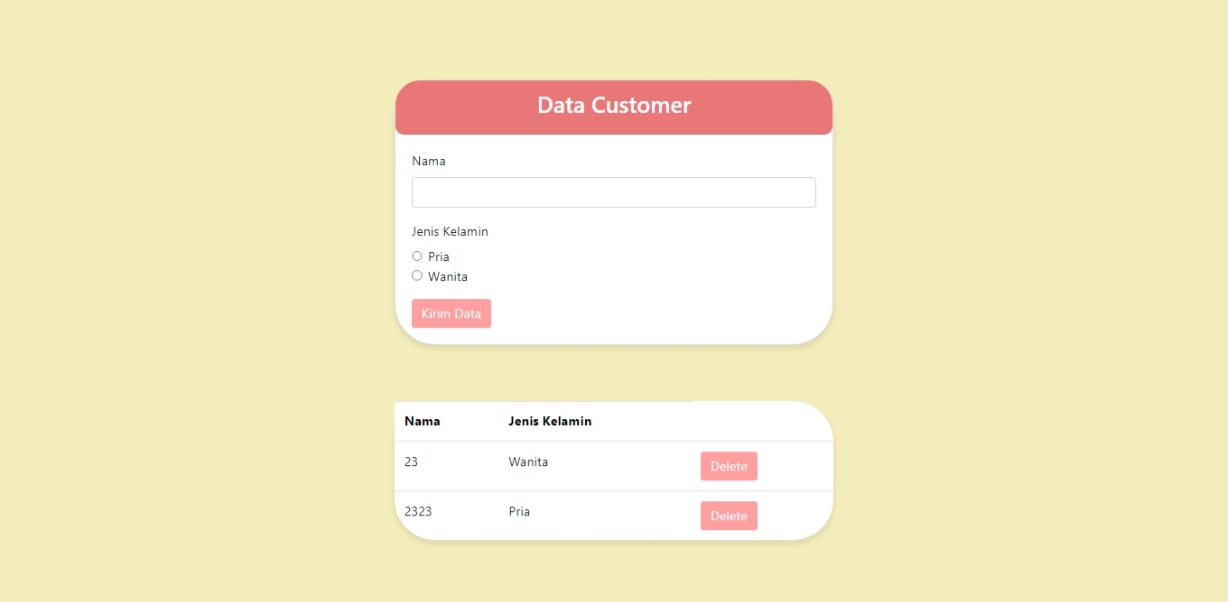 Data Customer
Nama
Jenis Kelamin
Pria
Wanita
Kirim Data
Nama Jenis Kelamin
23 Wanita Delete
2323 Pria Delete